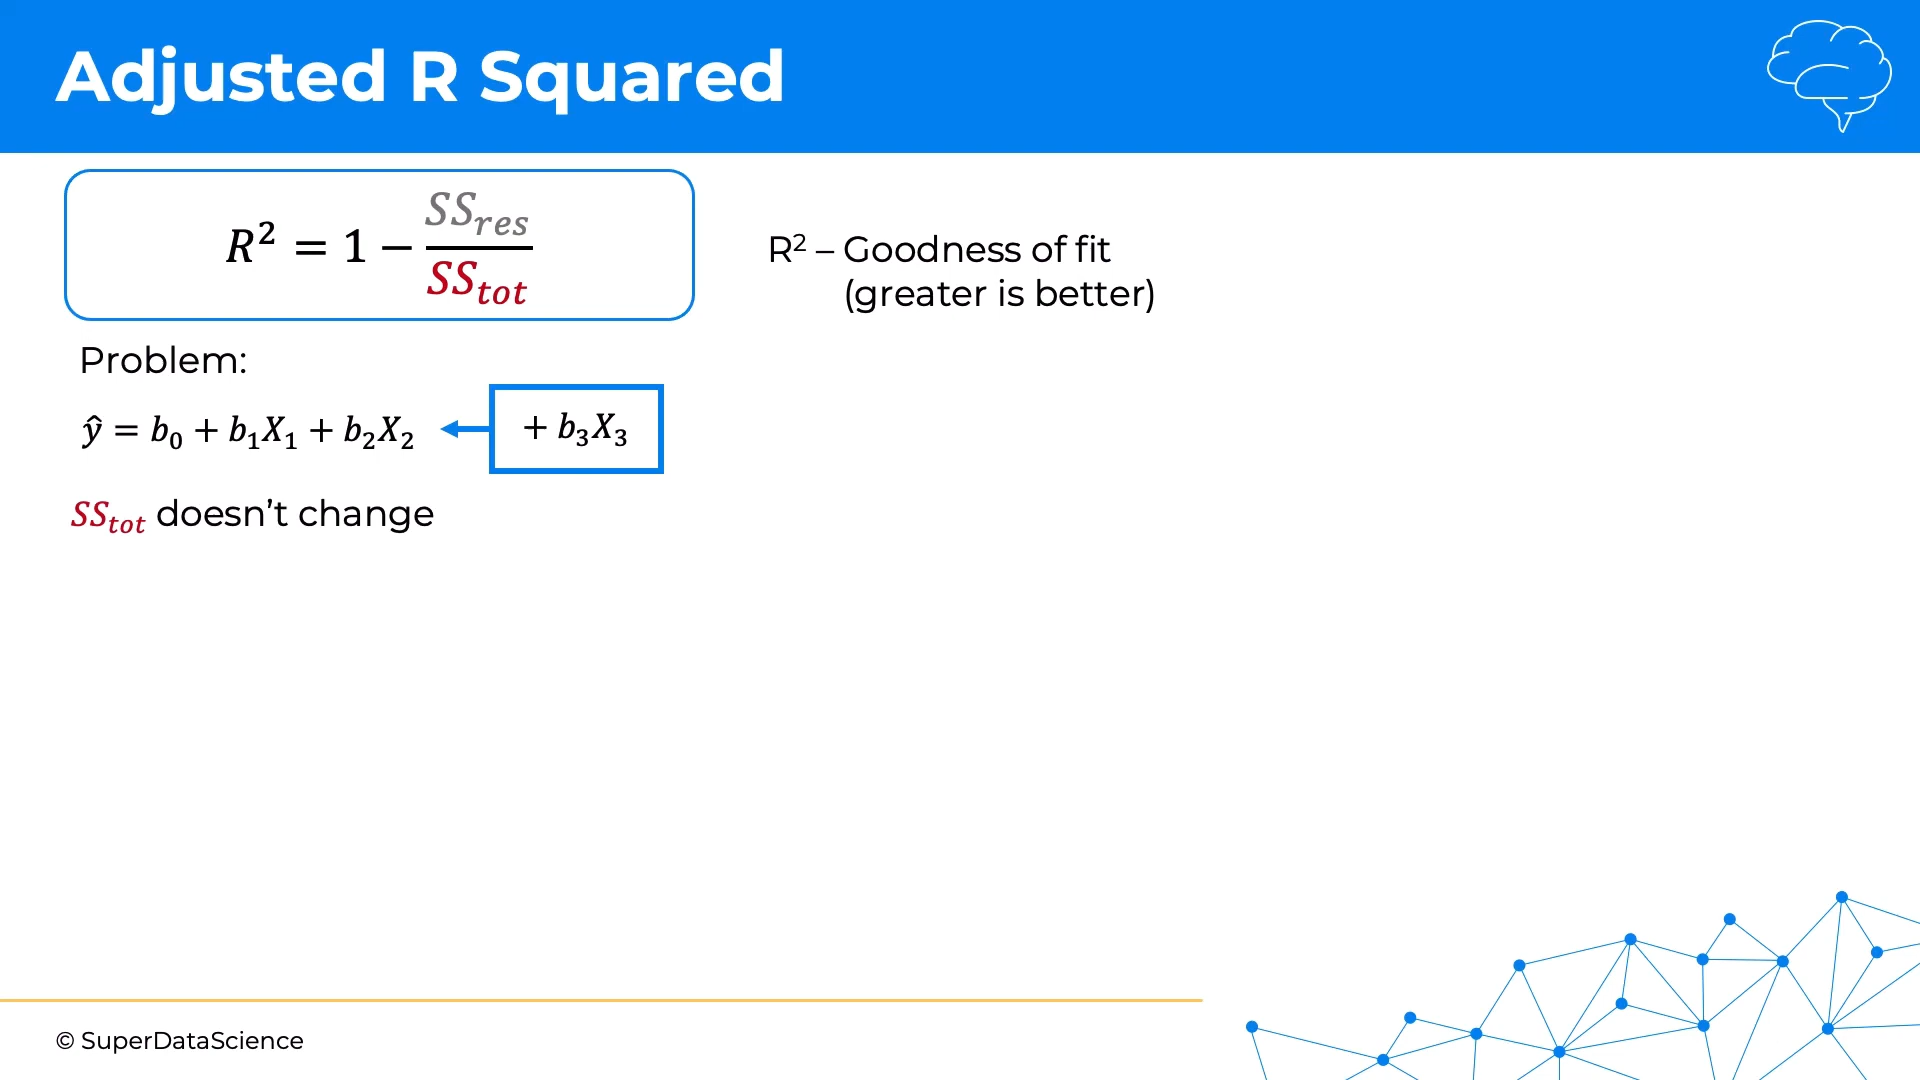 Adjusted R Squared
R² = 1 − SS_res / SS_tot
R² – Goodness of fit
(greater is better)
Problem:
ŷ = b₀ + b₁X₁ + b₂X₂
+ b₃X₃
SS_tot doesn’t change
© SuperDataScience